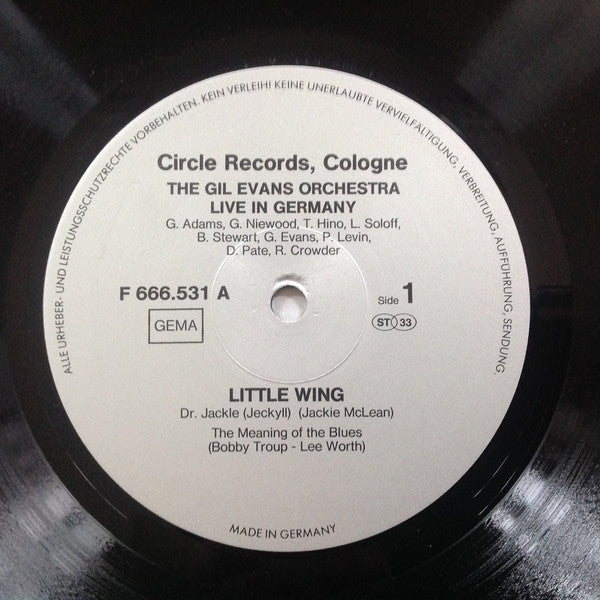 ALLE URHEBER- UND LEISTUNGSSCHUTZRECHTE VORBEHALTEN. KEIN VERLEIH! KEINE UNERLAUBTE VERVIELFÄLTIGUNG, VERBREITUNG, AUFFÜHRUNG, SENDUNG,
Circle Records, Cologne
THE GIL EVANS ORCHESTRA
LIVE IN GERMANY
G. Adams, G. Niewood, T. Hino, L. Soloff,
B. Stewart, G. Evans, P. Levin,
D. Pate, R. Crowder
F 666.531 A
Side 1
GEMA
ST 33
LITTLE WING
Dr. Jackle (Jeckyll) (Jackie McLean)
The Meaning of the Blues
(Bobby Troup - Lee Worth)
MADE IN GERMANY